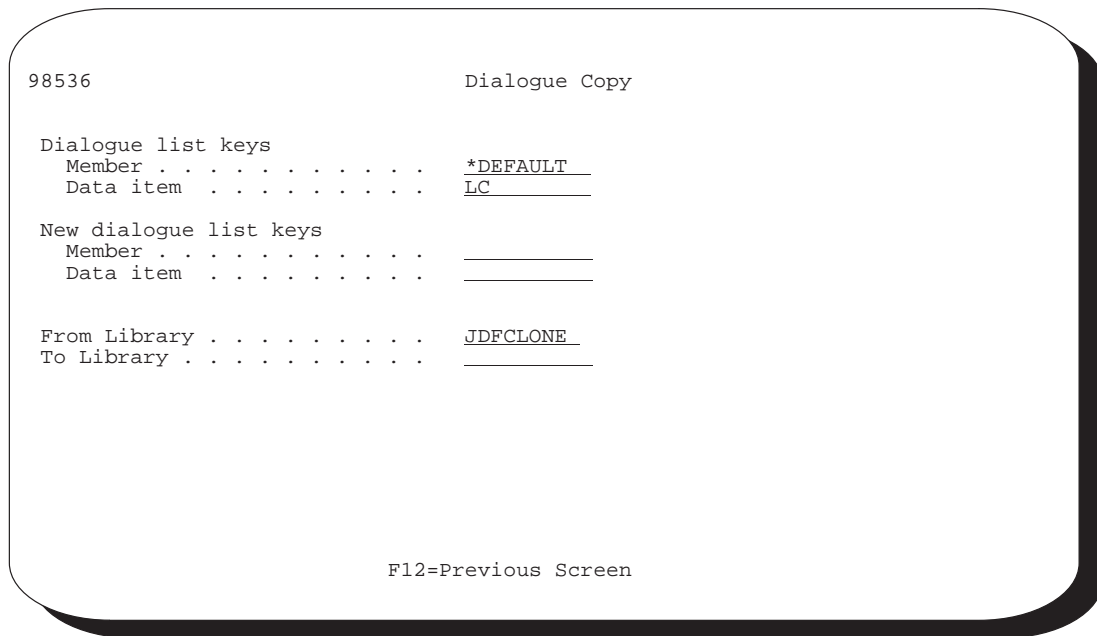 98536 Dialogue Copy
Dialogue list keys
Member . . . . . . . . . . . *DEFAULT
Data item . . . . . . . . . LC
New dialogue list keys
Member . . . . . . . . . . .
Data item . . . . . . . . .
From Library . . . . . . . . . JDFCLONE
To Library . . . . . . . . . .
F12=Previous Screen